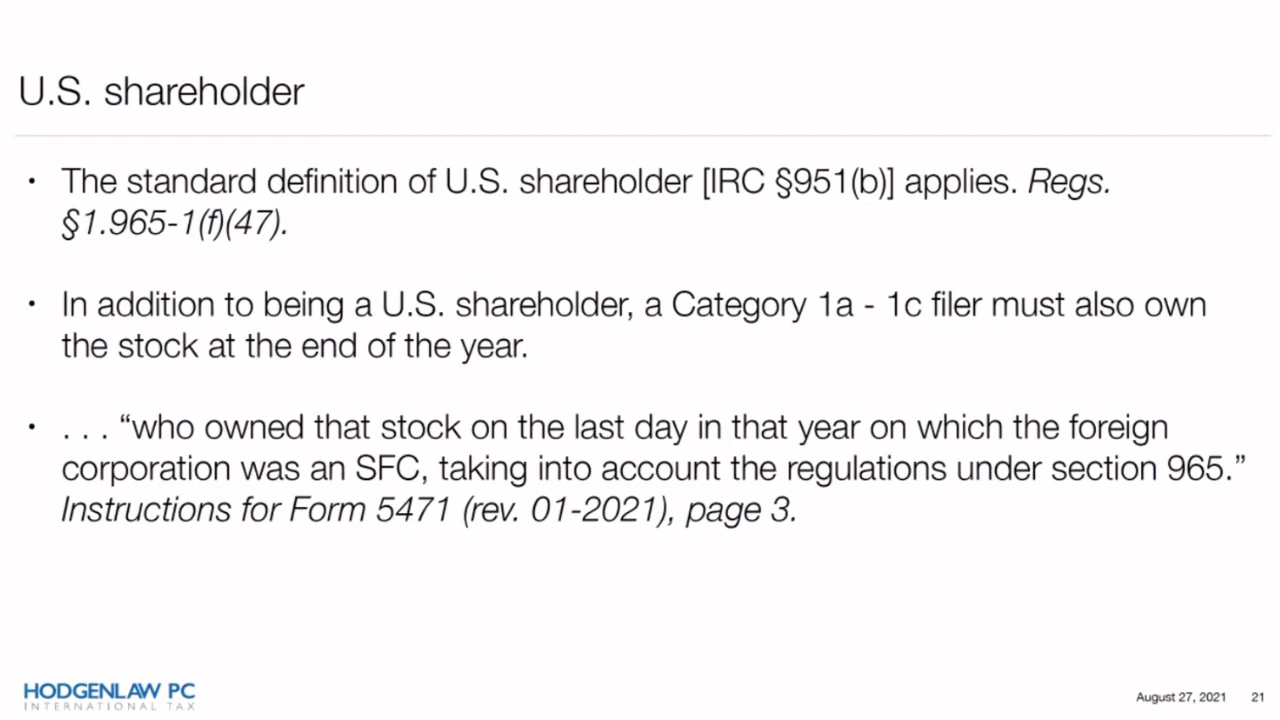 U.S. shareholder
• The standard definition of U.S. shareholder [IRC §951(b)] applies. Regs.
§1.965-1(f)(47).
• In addition to being a U.S. shareholder, a Category 1a - 1c filer must also own
the stock at the end of the year.
• . . . “who owned that stock on the last day in that year on which the foreign
corporation was an SFC, taking into account the regulations under section 965.”
Instructions for Form 5471 (rev. 01-2021), page 3.
HODGENLAW PC
INTERNATIONAL TAX
August 27, 2021 21